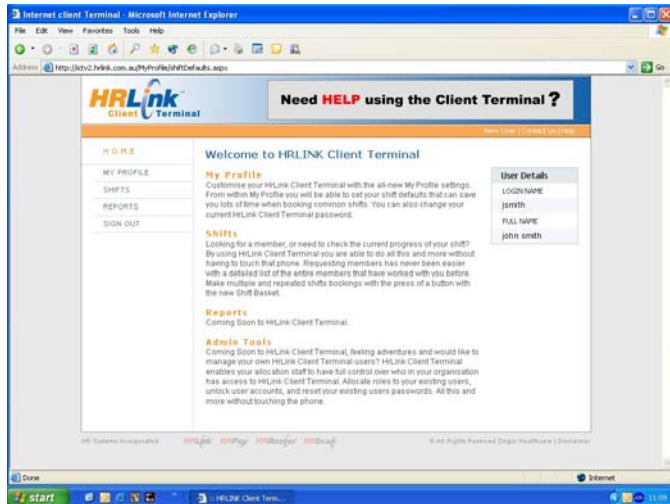 Internet client Terminal - Microsoft Internet Explorer
File Edit View Favorites Tools Help
Address http://ictv2.hrlink.com.au/MyProfile/shiftDefaults.aspx Go
HRLink
Client Terminal
Need HELP using the Client Terminal ?
New User | Contact Us | Help
HOME
MY PROFILE
SHIFTS
REPORTS
SIGN OUT
Welcome to HRLINK Client Terminal
My Profile
Customise your HrLink Client Terminal with the all-new My Profile settings.
From within My Profile you will be able to set your shift defaults that can save
you lots of time when booking common shifts. You can also change your
current HrLink Client Terminal password.
Shifts
Looking for a member, or need to check the current progress of your shift?
By using HrLink Client Terminal you are able to do all this and more without
having to touch that phone. Requesting members has never been easier
with a detailed list of the entire members that have worked with you before.
Make multiple and repeated shifts bookings with the press of a button with
the new Shift Basket.
Reports
Coming Soon to HrLink Client Terminal.
Admin Tools
Coming Soon to HrLink Client Terminal, feeling adventures and would like to
manage your own HrLink Client Terminal users? HrLink Client Terminal
enables your allocation staff to have full control over who in your organisation
has access to HrLink Client Terminal. Allocate roles to your existing users,
unlock user accounts, and reset your existing users passwords. All this and
more without touching the phone.
User Details
LOGIN NAME
jsmith
FULL NAME
john smith
HR Systems Incorporated
All Rights Reserved Drgis Healthcare | Disclaimer
Done
Internet
start
:: HRLINK Client Term...
11:09